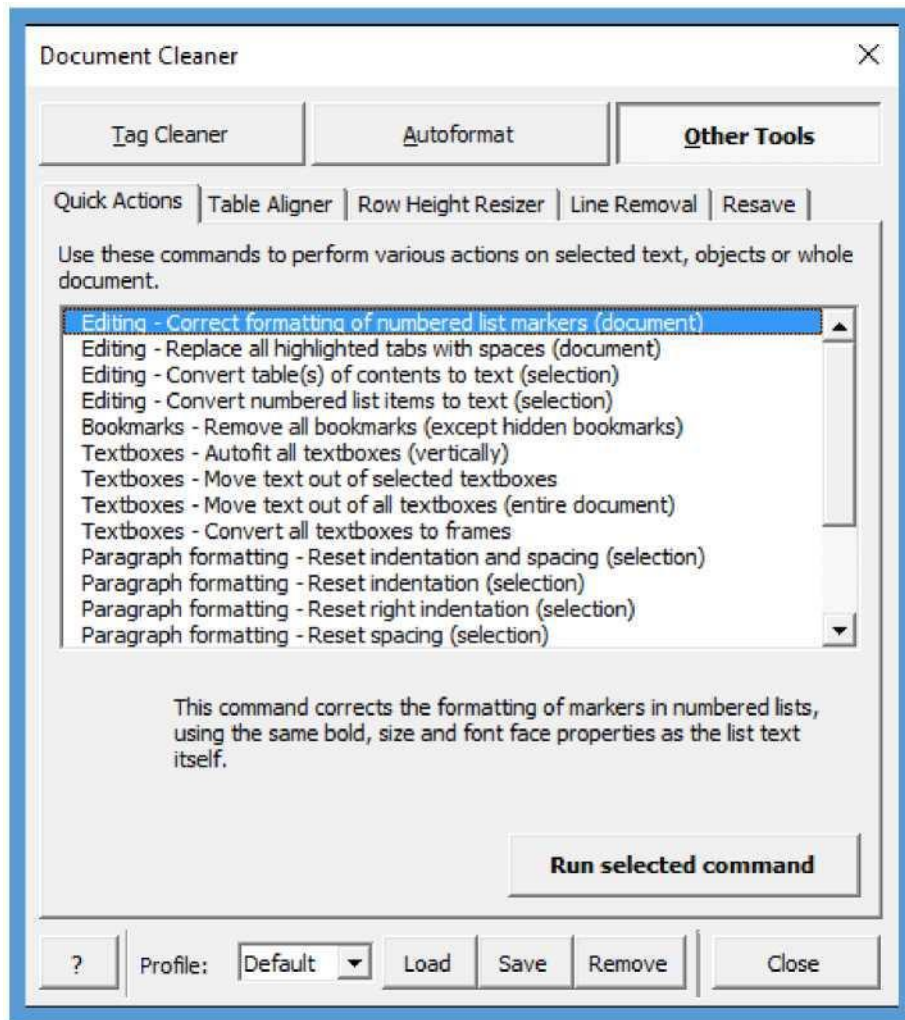 Document Cleaner
Tag Cleaner
Autoformat
Other Tools
Quick Actions
Table Aligner
Row Height Resizer
Line Removal
Resave
Use these commands to perform various actions on selected text, objects or whole
document.
Editing - Correct formatting of numbered list markers (document)
Editing - Replace all highlighted tabs with spaces (document)
Editing - Convert table(s) of contents to text (selection)
Editing - Convert numbered list items to text (selection)
Bookmarks - Remove all bookmarks (except hidden bookmarks)
Textboxes - Autofit all textboxes (vertically)
Textboxes - Move text out of selected textboxes
Textboxes - Move text out of all textboxes (entire document)
Textboxes - Convert all textboxes to frames
Paragraph formatting - Reset indentation and spacing (selection)
Paragraph formatting - Reset indentation (selection)
Paragraph formatting - Reset right indentation (selection)
Paragraph formatting - Reset spacing (selection)
This command corrects the formatting of markers in numbered lists,
using the same bold, size and font face properties as the list text
itself.
Run selected command
?
Profile:
Default
Load
Save
Remove
Close